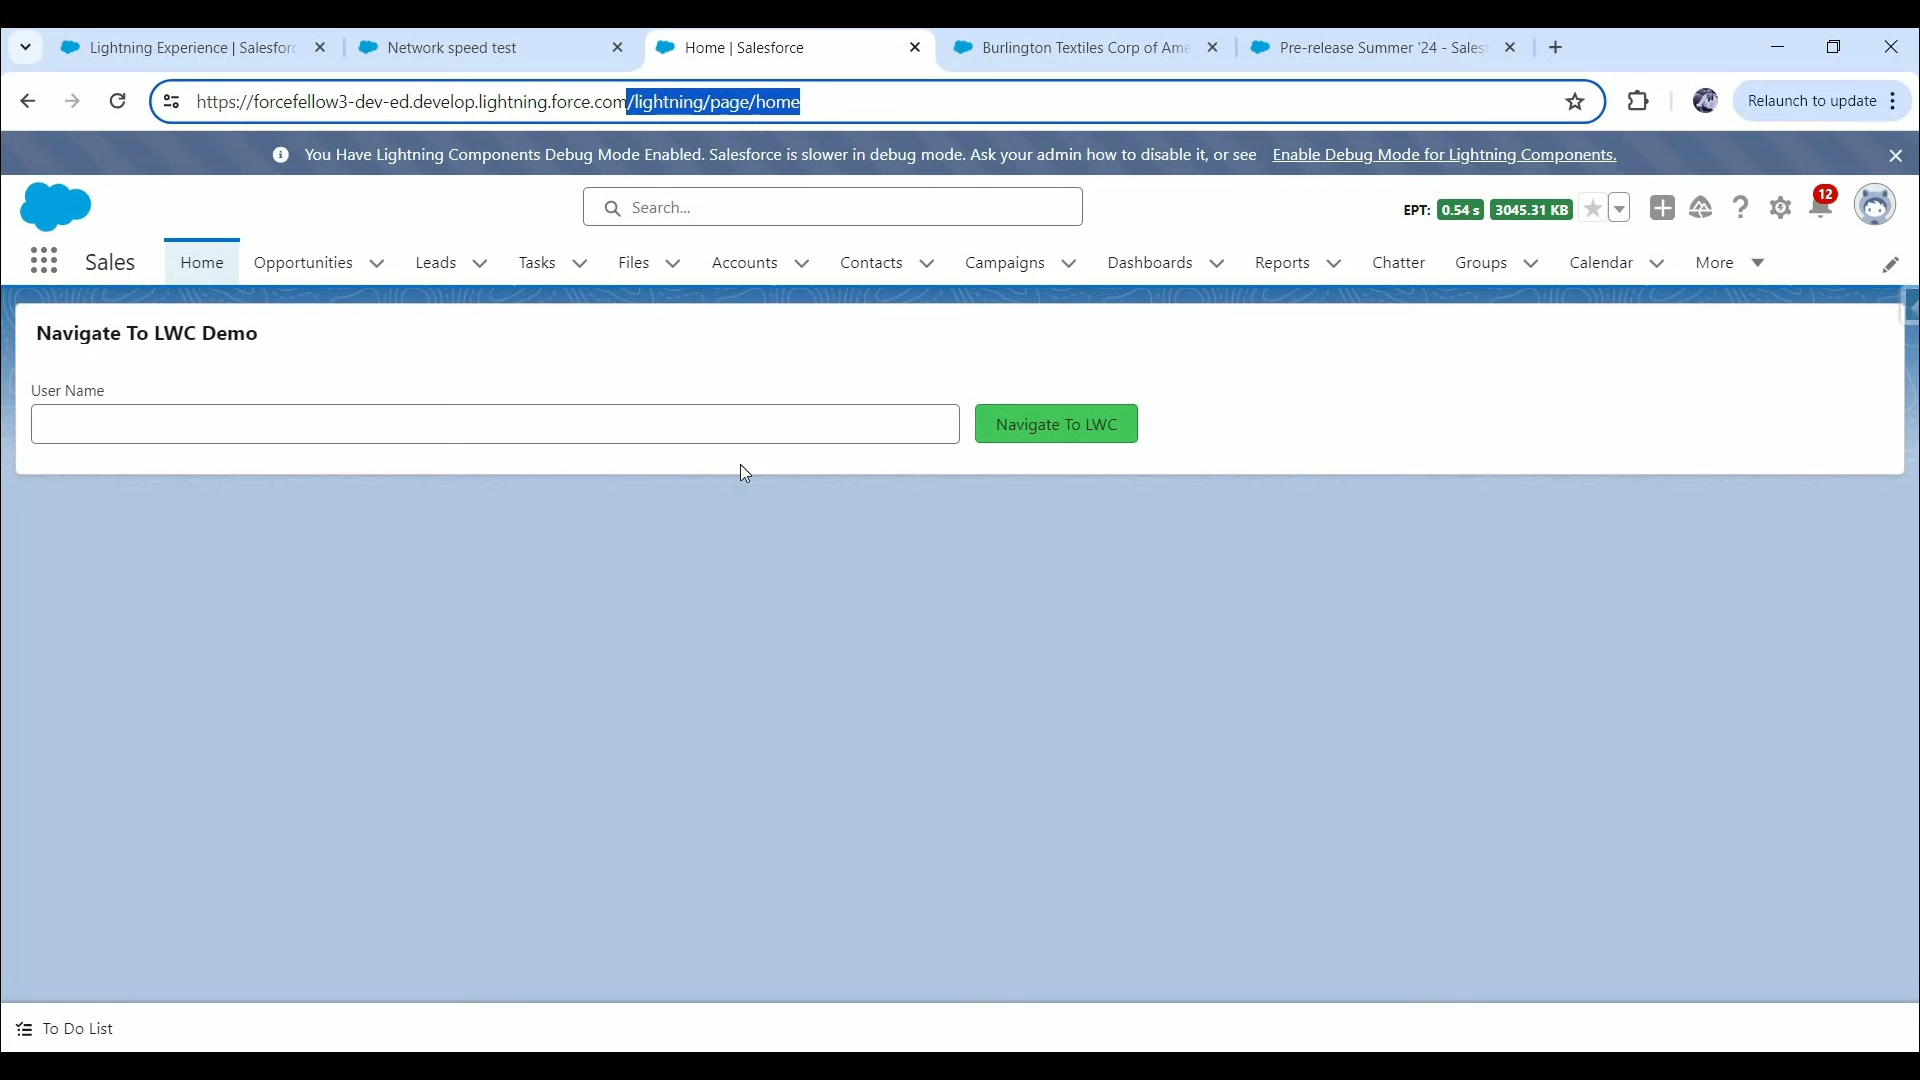 Lightning Experience | Salesforc
Network speed test
Home | Salesforce
Burlington Textiles Corp of Ame
Pre-release Summer '24 - Salesf
https://forcefellow3-dev-ed.develop.lightning.force.com/lightning/page/home
Relaunch to update
You Have Lightning Components Debug Mode Enabled. Salesforce is slower in debug mode. Ask your admin how to disable it, or see Enable Debug Mode for Lightning Components.
Search...
EPT: 0.54 s 3045.31 KB
12
Sales Home Opportunities Leads Tasks Files Accounts Contacts Campaigns Dashboards Reports Chatter Groups Calendar More
Navigate To LWC Demo
User Name
Navigate To LWC
To Do List